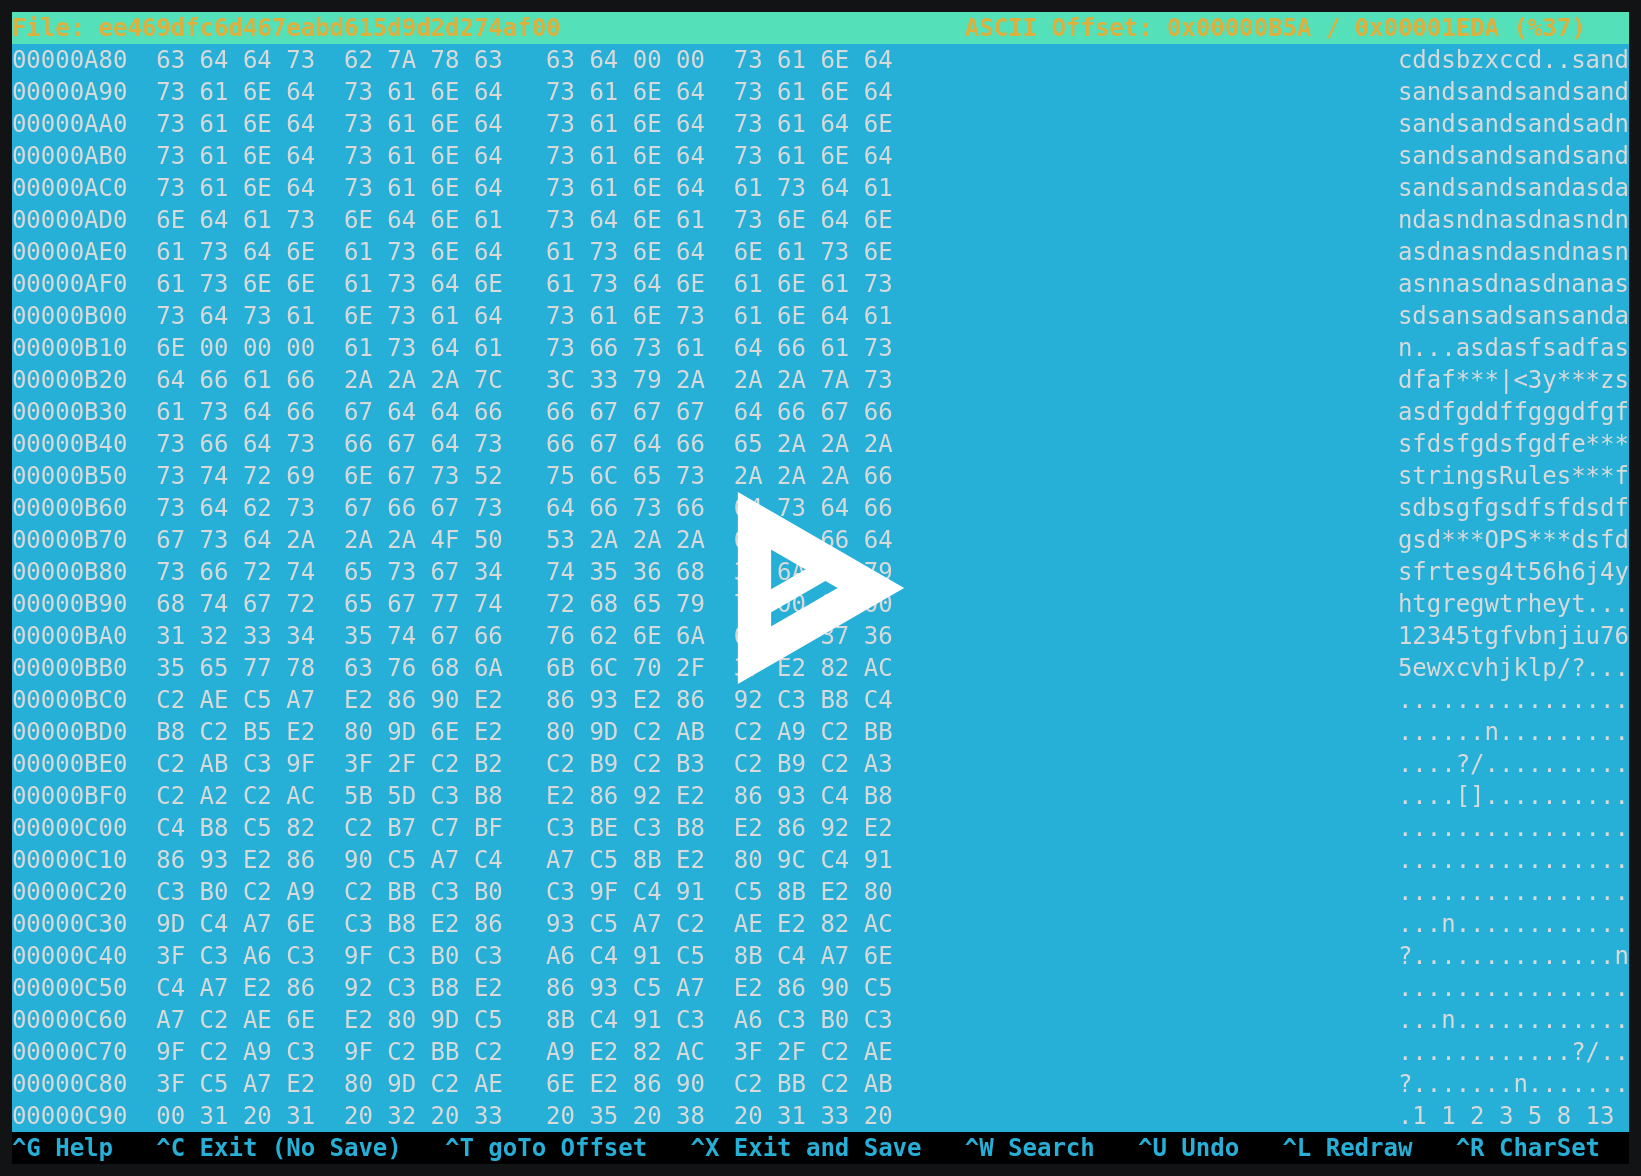 File: ee469dfc6d467eabd615d9d2d274af00 ASCII Offset: 0x00000B5A / 0x00001EDA (%37)
00000A80 63 64 64 73 62 7A 78 63 63 64 00 00 73 61 6E 64 cddsbzxccd..sand
00000A90 73 61 6E 64 73 61 6E 64 73 61 6E 64 73 61 6E 64 sandsandsandsand
00000AA0 73 61 6E 64 73 61 6E 64 73 61 6E 64 73 61 64 6E sandsandsandsadn
00000AB0 73 61 6E 64 73 61 6E 64 73 61 6E 64 73 61 6E 64 sandsandsandsand
00000AC0 73 61 6E 64 73 61 6E 64 73 61 6E 64 61 73 64 61 sandsandsandasda
00000AD0 6E 64 61 73 6E 64 6E 61 73 64 6E 61 73 6E 64 6E ndasndnasdnasndn
00000AE0 61 73 64 6E 61 73 6E 64 61 73 6E 64 6E 61 73 6E asdnasndasndnasn
00000AF0 61 73 6E 6E 61 73 64 6E 61 73 64 6E 61 6E 61 73 asnnasdnasdnanas
00000B00 73 64 73 61 6E 73 61 64 73 61 6E 73 61 6E 64 61 sdsansadsansanda
00000B10 6E 00 00 00 61 73 64 61 73 66 73 61 64 66 61 73 n...asdasfsadfas
00000B20 64 66 61 66 2A 2A 2A 7C 3C 33 79 2A 2A 2A 7A 73 dfaf***|<3y***zs
00000B30 61 73 64 66 67 64 64 66 66 67 67 67 64 66 67 66 asdfgddffgggdfgf
00000B40 73 66 64 73 66 67 64 73 66 67 64 66 65 2A 2A 2A sfdsfgdsfgdfe***
00000B50 73 74 72 69 6E 67 73 52 75 6C 65 73 2A 2A 2A 66 stringsRules***f
00000B60 73 64 62 73 67 66 67 73 64 66 73 66 73 64 66 sdbsgfgsdfsfdsdf
00000B70 67 73 64 2A 2A 2A 4F 50 53 2A 2A 2A 66 64 gsd***OPS***dsfd
00000B80 73 66 72 74 65 73 67 34 74 35 36 68 6A 79 sfrtesg4t56h6j4y
00000B90 68 74 67 72 65 67 77 74 72 68 65 79 00 00 htgregwtrheyt...
00000BA0 31 32 33 34 35 74 67 66 76 62 6E 6A 37 36 12345tgfvbnjiu76
00000BB0 35 65 77 78 63 76 68 6A 6B 6C 70 2F E2 82 AC 5ewxcvhjklp/?...
00000BC0 C2 AE C5 A7 E2 86 90 E2 86 93 E2 86 92 C3 B8 C4 ................
00000BD0 B8 C2 B5 E2 80 9D 6E E2 80 9D C2 AB C2 A9 C2 BB ......n.........
00000BE0 C2 AB C3 9F 3F 2F C2 B2 C2 B9 C2 B3 C2 B9 C2 A3 ....?/..........
00000BF0 C2 A2 C2 AC 5B 5D C3 B8 E2 86 92 E2 86 93 C4 B8 ....[]..........
00000C00 C4 B8 C5 82 C2 B7 C7 BF C3 BE C3 B8 E2 86 92 E2 ................
00000C10 86 93 E2 86 90 C5 A7 C4 A7 C5 8B E2 80 9C C4 91 ................
00000C20 C3 B0 C2 A9 C2 BB C3 B0 C3 9F C4 91 C5 8B E2 80 ................
00000C30 9D C4 A7 6E C3 B8 E2 86 93 C5 A7 C2 AE E2 82 AC ...n............
00000C40 3F C3 A6 C3 9F C3 B0 C3 A6 C4 91 C5 8B C4 A7 6E ?..............n
00000C50 C4 A7 E2 86 92 C3 B8 E2 86 93 C5 A7 E2 86 90 C5 ................
00000C60 A7 C2 AE 6E E2 80 9D C5 8B C4 91 C3 A6 C3 B0 C3 ...n............
00000C70 9F C2 A9 C3 9F C2 BB C2 A9 E2 82 AC 3F 2F C2 AE ............?/..
00000C80 3F C5 A7 E2 80 9D C2 AE 6E E2 86 90 C2 BB C2 AB ?.......n.......
00000C90 00 31 20 31 20 32 20 33 20 35 20 38 20 31 33 20 .1 1 2 3 5 8 13
^G Help ^C Exit (No Save) ^T goTo Offset ^X Exit and Save ^W Search ^U Undo ^L Redraw ^R CharSet